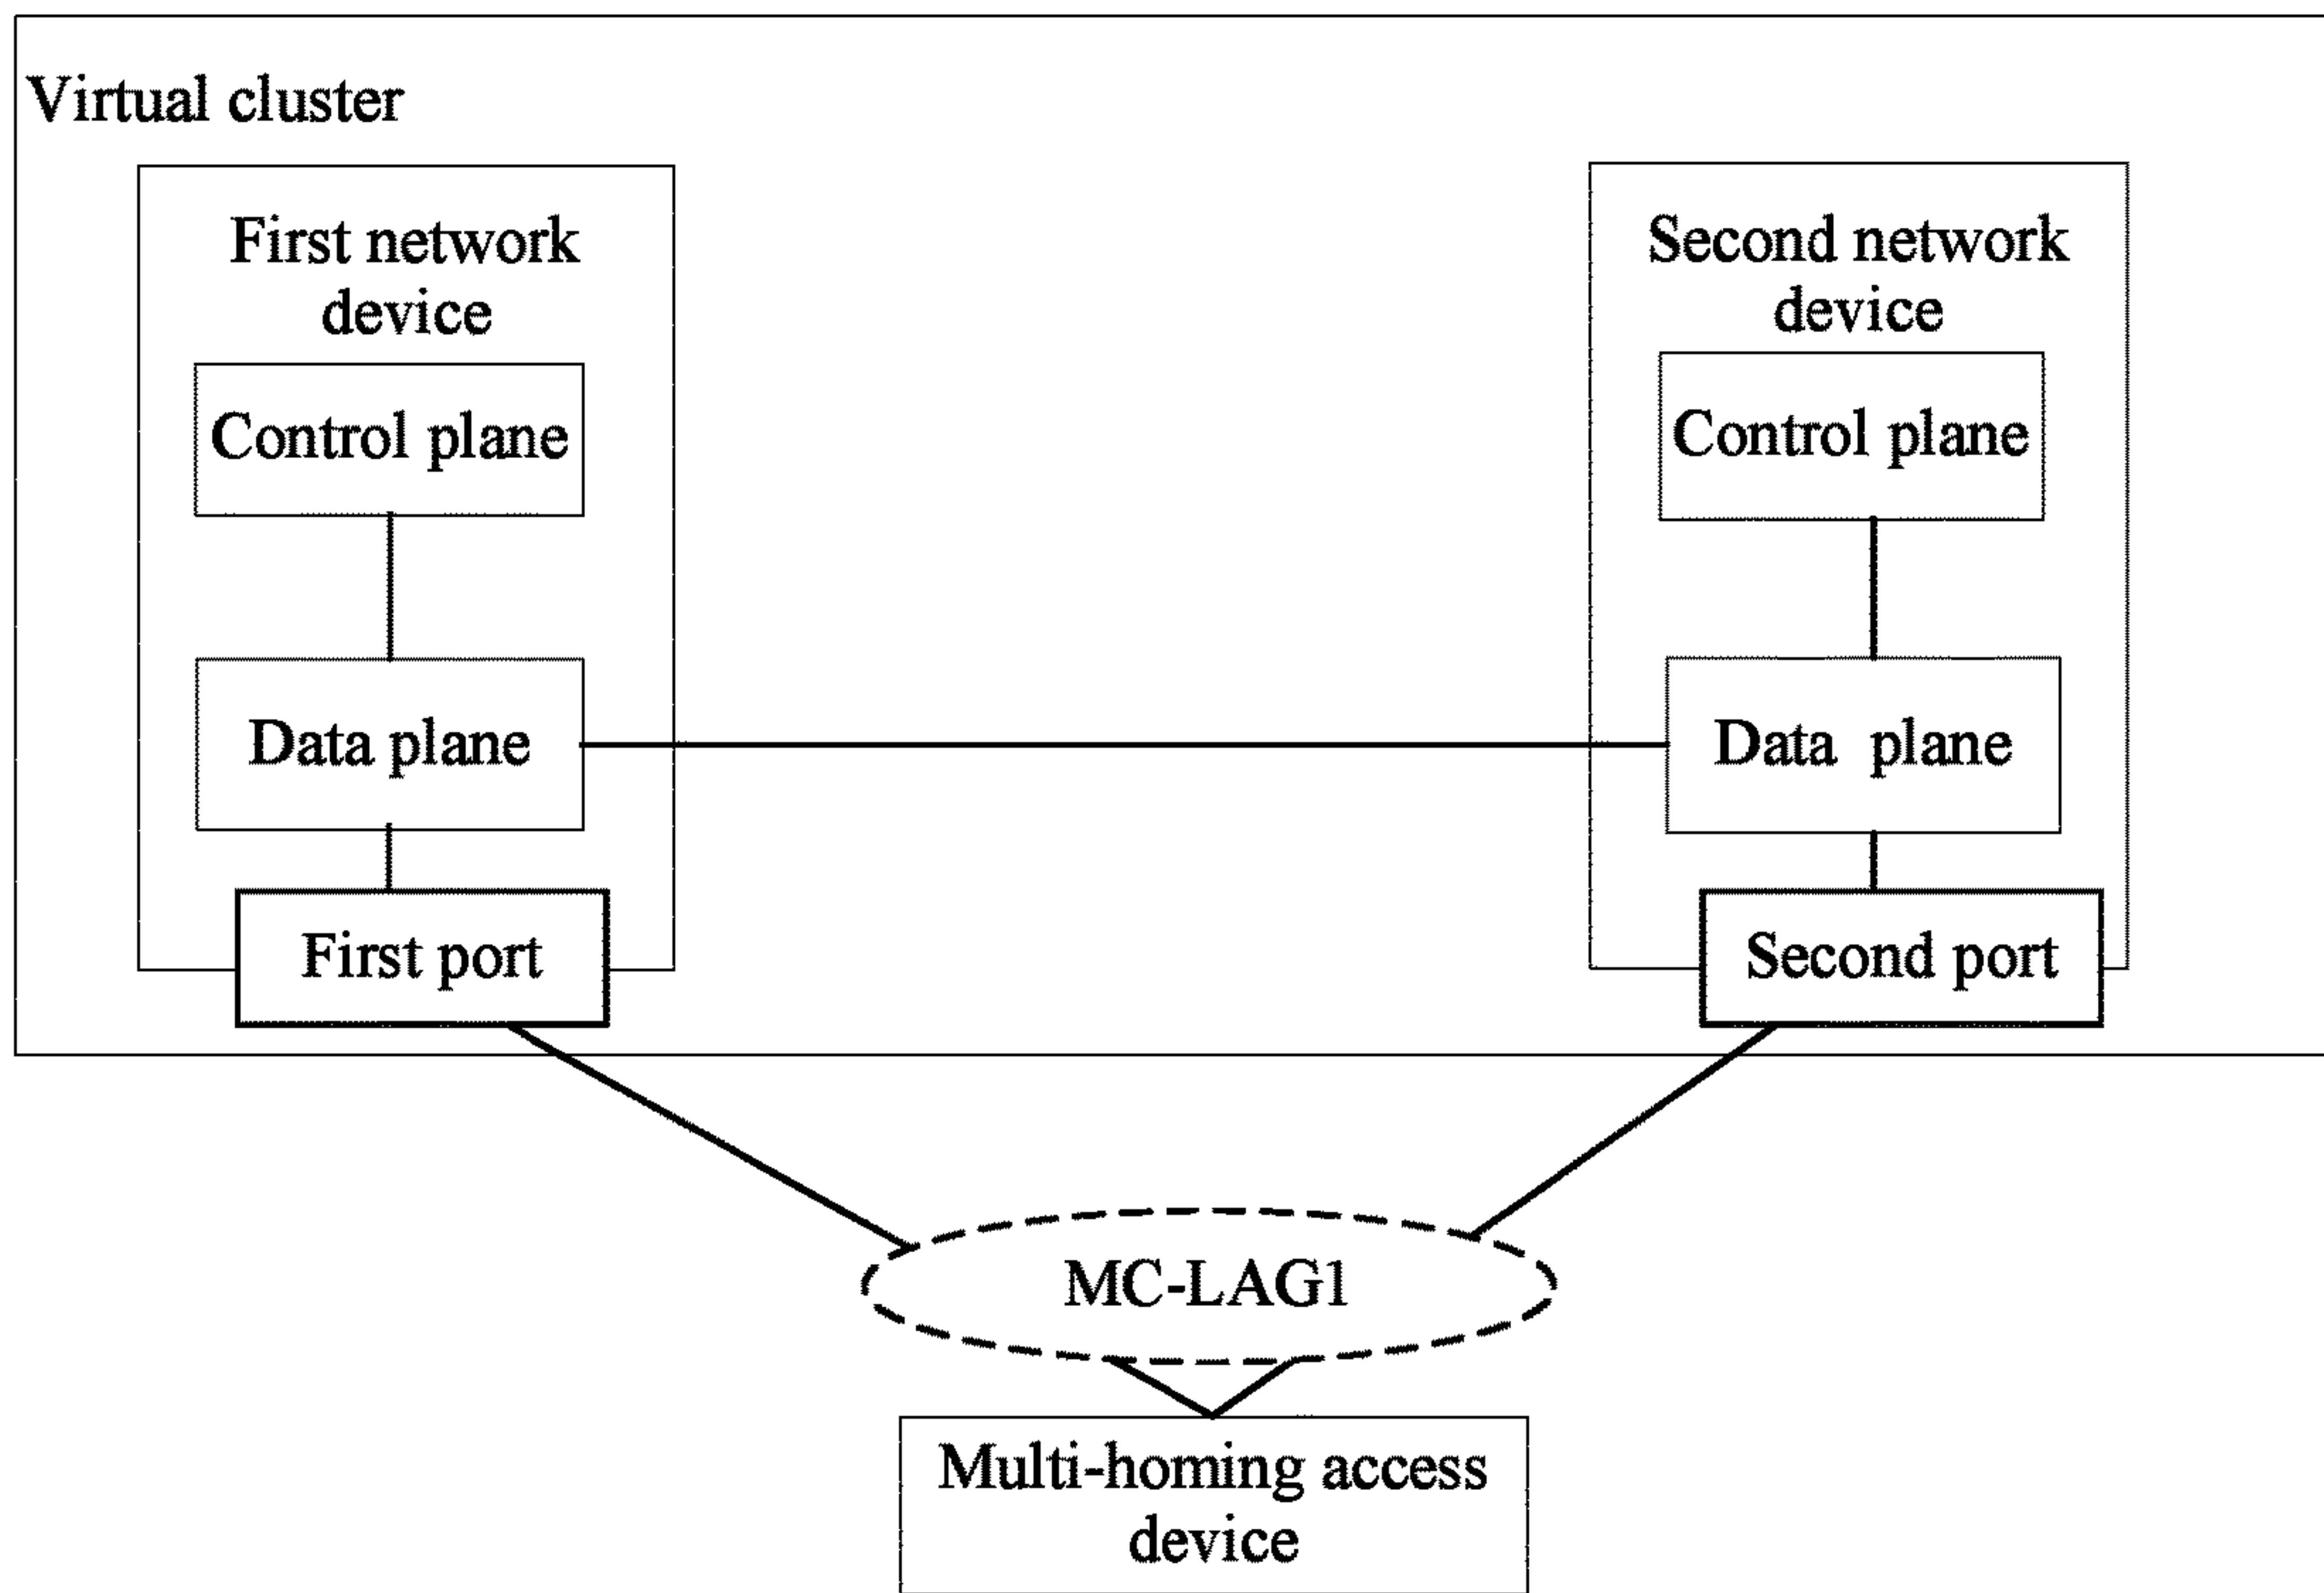 Virtual cluster
First network
device
Control plane
Data plane
First port
Second network
device
Control plane
Data plane
Second port
MC-LAG1
Multi-homing access
device